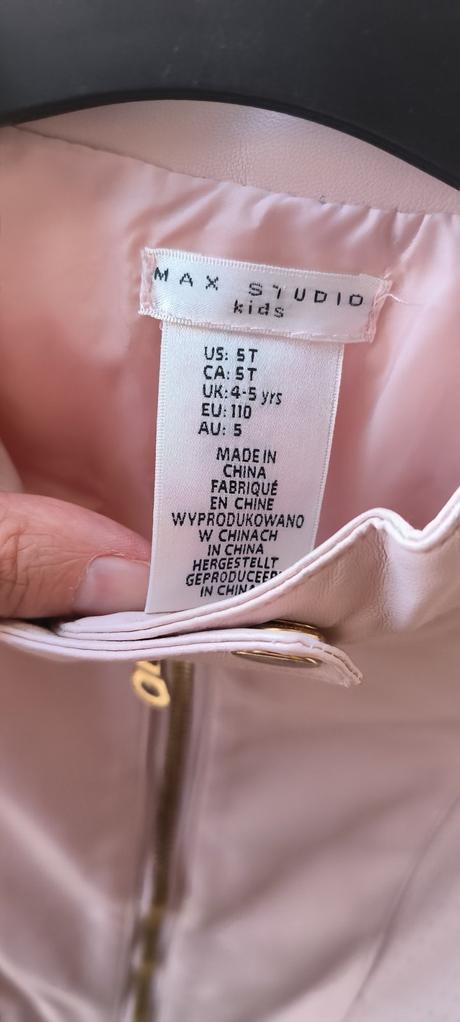 MAX STUDIO
kids
US: 5T
CA: 5T
UK: 4-5 yrs
EU: 110
AU: 5
MADE IN
CHINA
FABRIQUÉ
EN CHINE
WYPRODUKOWANO
W CHINACH
IN CHINA
HERGESTELLT
GEPRODUCEER
IN CHINA